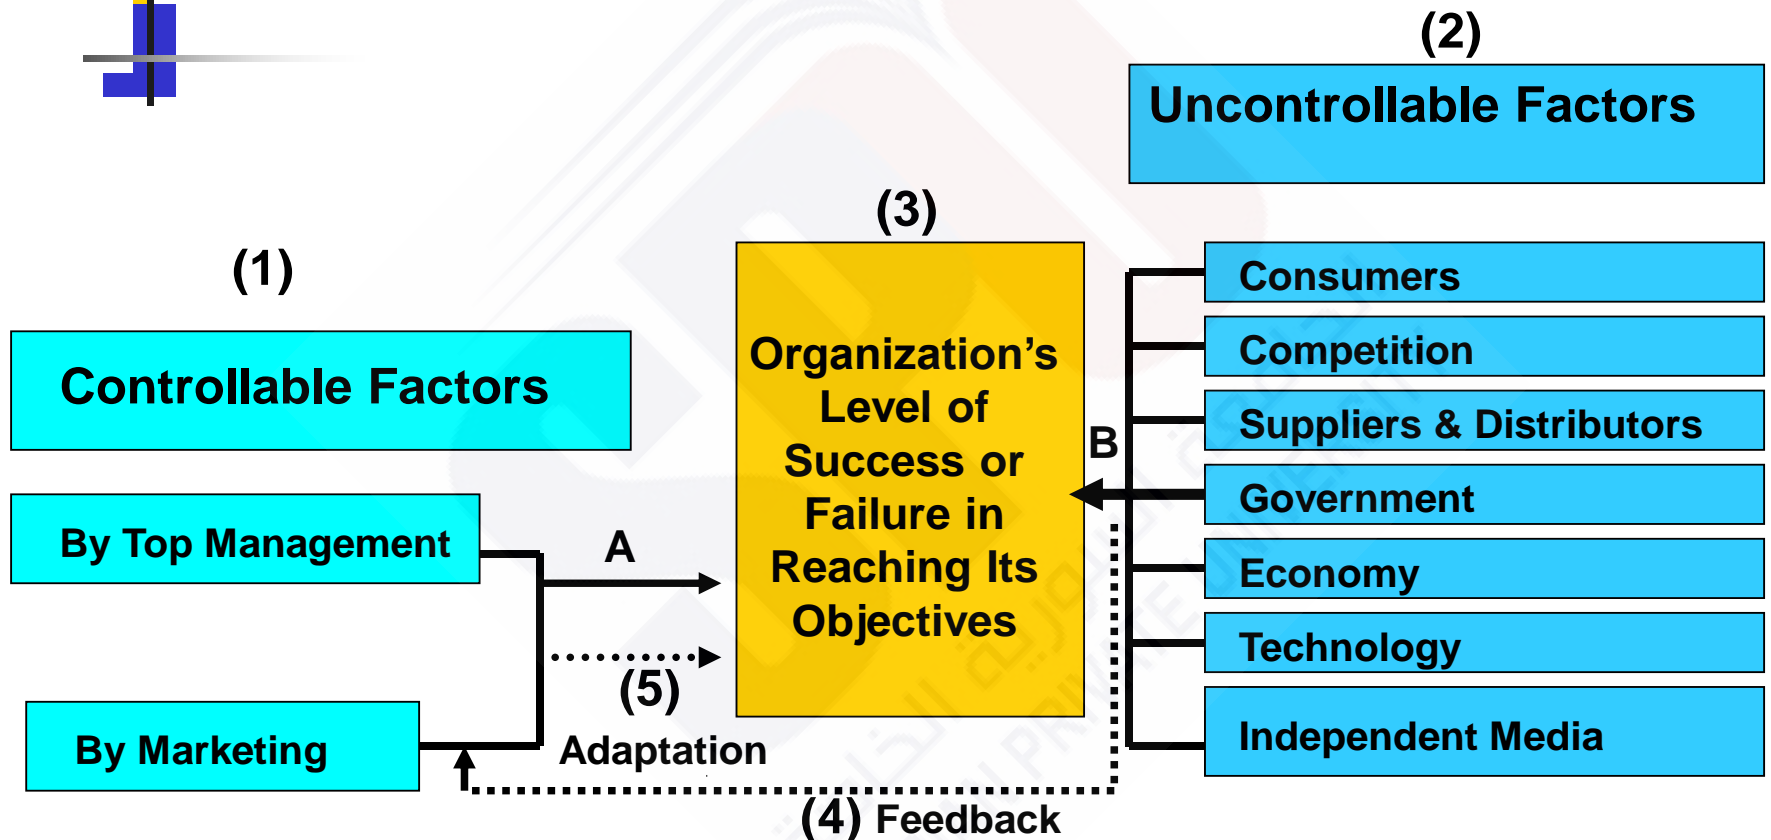 (2)
Uncontrollable Factors
(3)
(1)
Controllable Factors
By Top Management
By Marketing
A
(5)
Adaptation
Organization’s
Level of
Success or
Failure in
Reaching Its
Objectives
B
Consumers
Competition
Suppliers & Distributors
Government
Economy
Technology
Independent Media
(4) Feedback